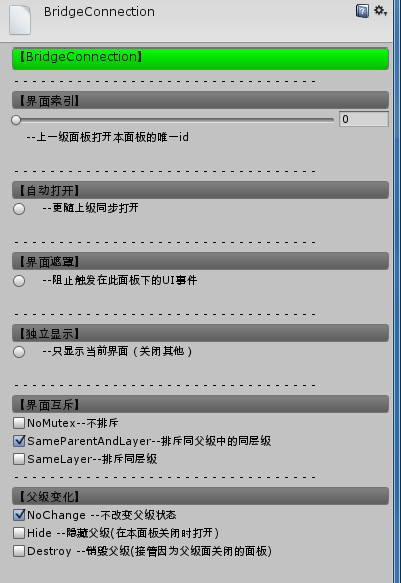 BridgeConnection
【BridgeConnection】
- - - - - - - - - - - - - - - - - - - - - - - - - - - - - - - - -
【界面索引】
0
--上一级面板打开本面板的唯一id
- - - - - - - - - - - - - - - - - - - - - - - - - - - - - - - - -
【自动打开】
--更随上级同步打开
- - - - - - - - - - - - - - - - - - - - - - - - - - - - - - - - -
【界面遮罩】
--阻止触发在此面板下的UI事件
- - - - - - - - - - - - - - - - - - - - - - - - - - - - - - - - -
【独立显示】
--只显示当前界面（关闭其他）
- - - - - - - - - - - - - - - - - - - - - - - - - - - - - - - - -
【界面互斥】
NoMutex--不排斥
SameParentAndLayer--排斥同父级中的同层级
SameLayer--排斥同层级
- - - - - - - - - - - - - - - - - - - - - - - - - - - - - - - - -
【父级变化】
NoChange --不改变父级状态
Hide --隐藏父级(在本面板关闭时打开)
Destroy --销毁父级(接管因为父级面关闭的面板)